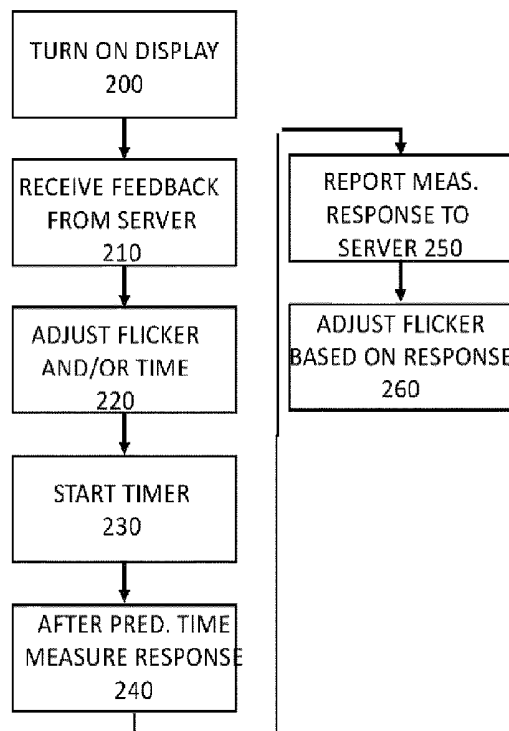 TURN ON DISPLAY
200
RECEIVE FEEDBACK
FROM SERVER
210
ADJUST FLICKER
AND/OR TIME
220
START TIMER
230
AFTER PRED. TIME
MEASURE RESPONSE
240
REPORT MEAS.
RESPONSE TO
SERVER 250
ADJUST FLICKER
BASED ON RESPONSE
260